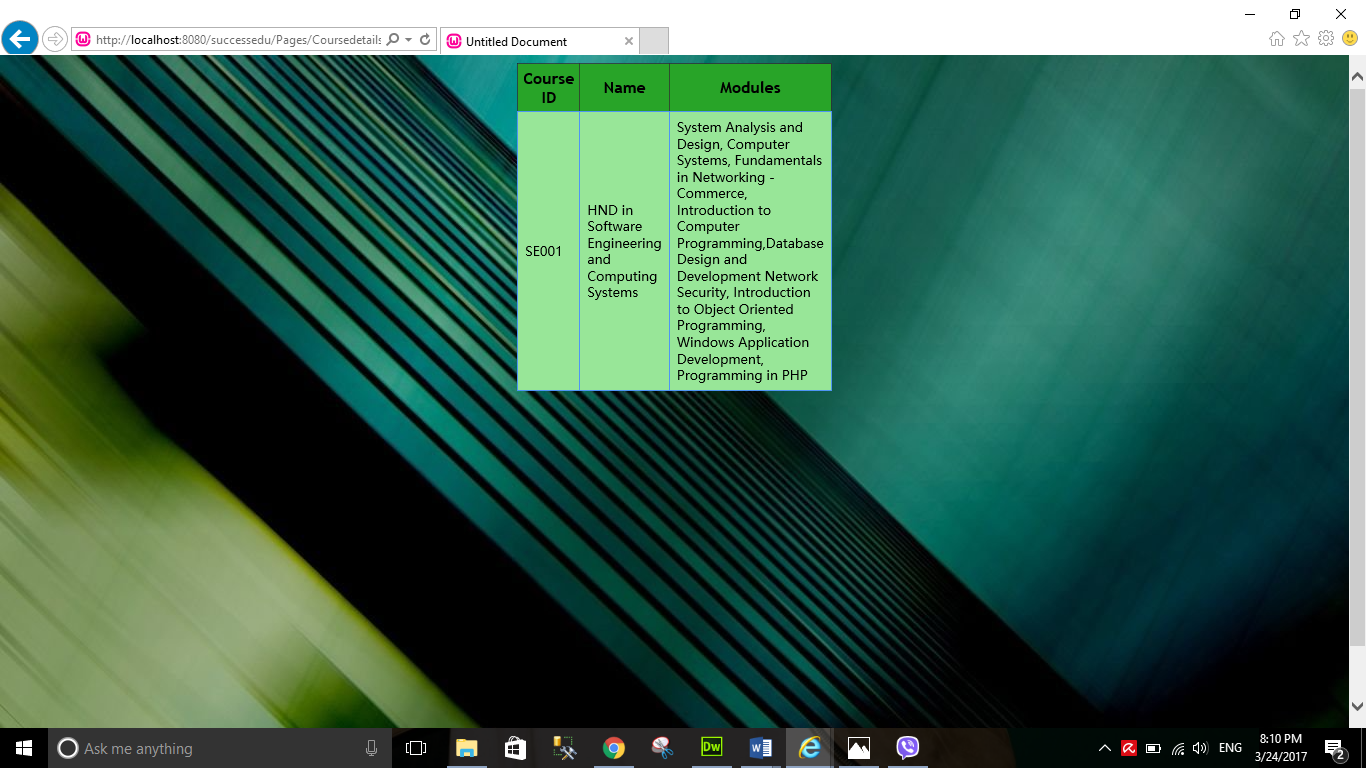 http://localhost:8080/successedu/Pages/Coursedetails
Untitled Document
Course ID
Name
Modules
SE001
HND in
Software
Engineering
and
Computing
Systems
System Analysis and
Design, Computer
Systems, Fundamentals
in Networking -
Commerce,
Introduction to
Computer
Programming,Database
Design and
Development Network
Security, Introduction
to Object Oriented
Programming,
Windows Application
Development,
Programming in PHP
Ask me anything
Dw
ENG
8:10 PM
3/24/2017
2